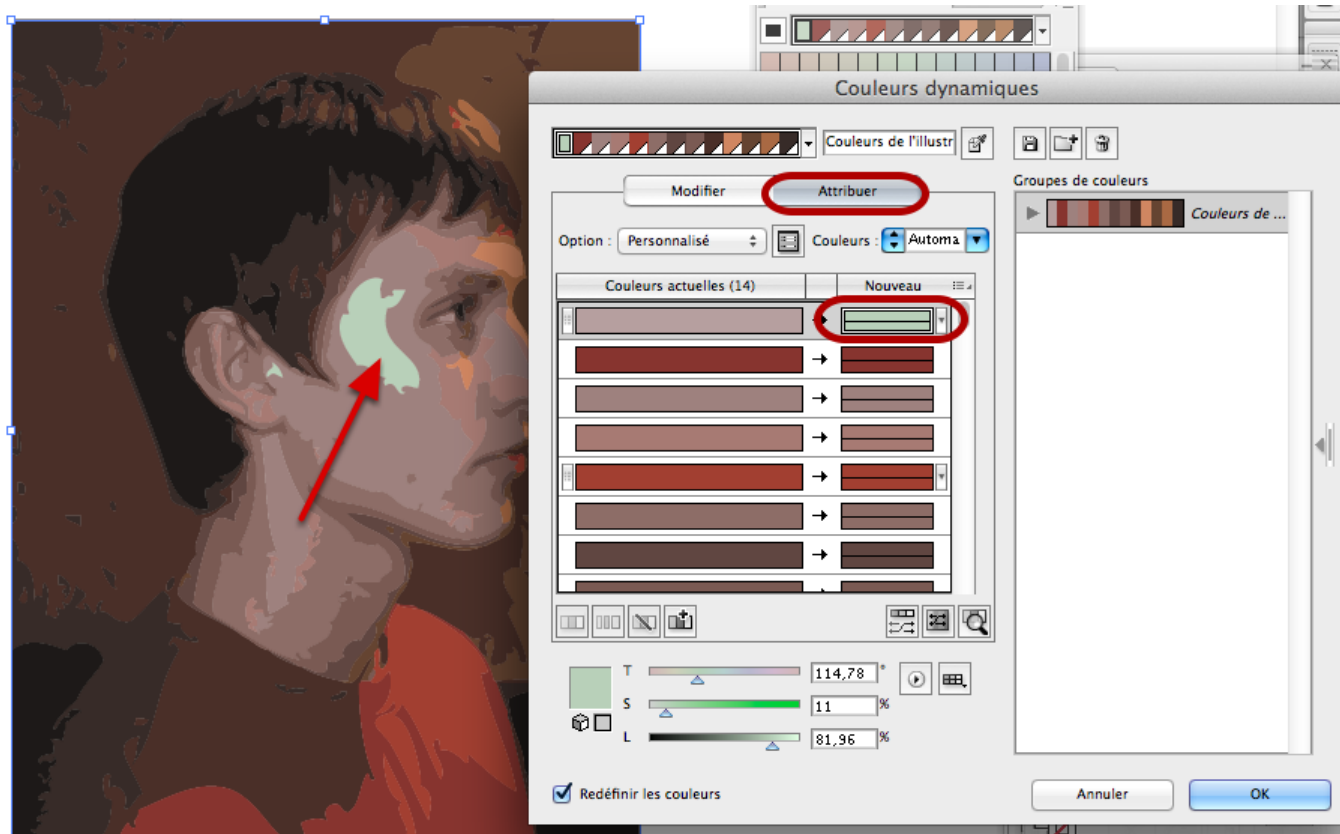 Couleurs dynamiques
Couleurs de l'illustr
Modifier
Attribuer
Groupes de couleurs
Couleurs de ...
Option : Personnalisé
Couleurs : Automa
Couleurs actuelles (14)
Nouveau
T 114,78 °
S 11 %
L 81,96 %
Redéfinir les couleurs
Annuler
OK